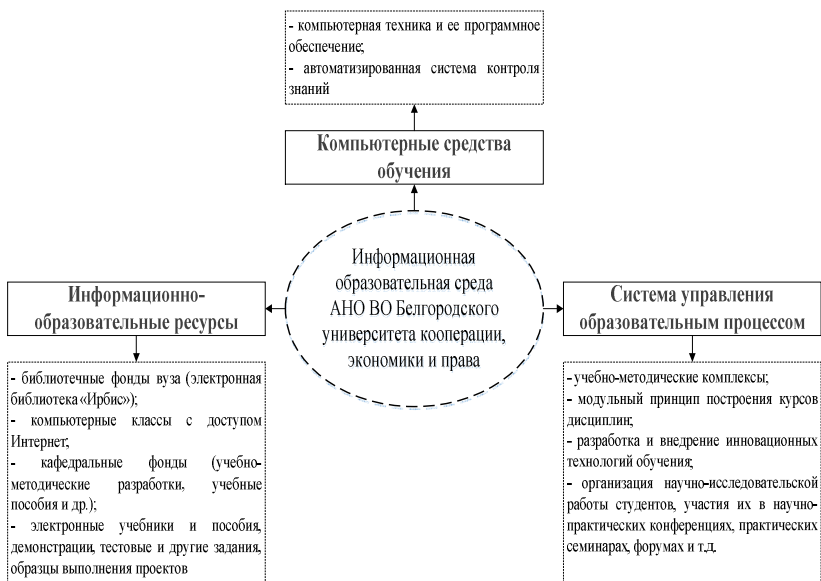 - компьютерная техника и ее программное
обеспечение;
- автоматизированная система контроля
знаний
Компьютерные средства
обучения
Информационная
образовательная среда
АНО ВО Белгородского
университета кооперации,
экономики и права
Информационно-
образовательные ресурсы
- библиотечные фонды вуза (электронная
библиотека «Ирбис»);
- компьютерные классы с доступом
Интернет;
- кафедральные фонды (учебно-
методические разработки, учебные
пособия и др.);
- электронные учебники и пособия,
демонстрации, тестовые и другие задания,
образцы выполнения проектов
Система управления
образовательным процессом
- учебно-методические комплексы;
- модульный принцип построения курсов
дисциплин;
- разработка и внедрение инновационных
технологий обучения;
- организация научно-исследовательской
работы студентов, участия их в научно-
практических конференциях, практических
семинарах, форумах и т.д.